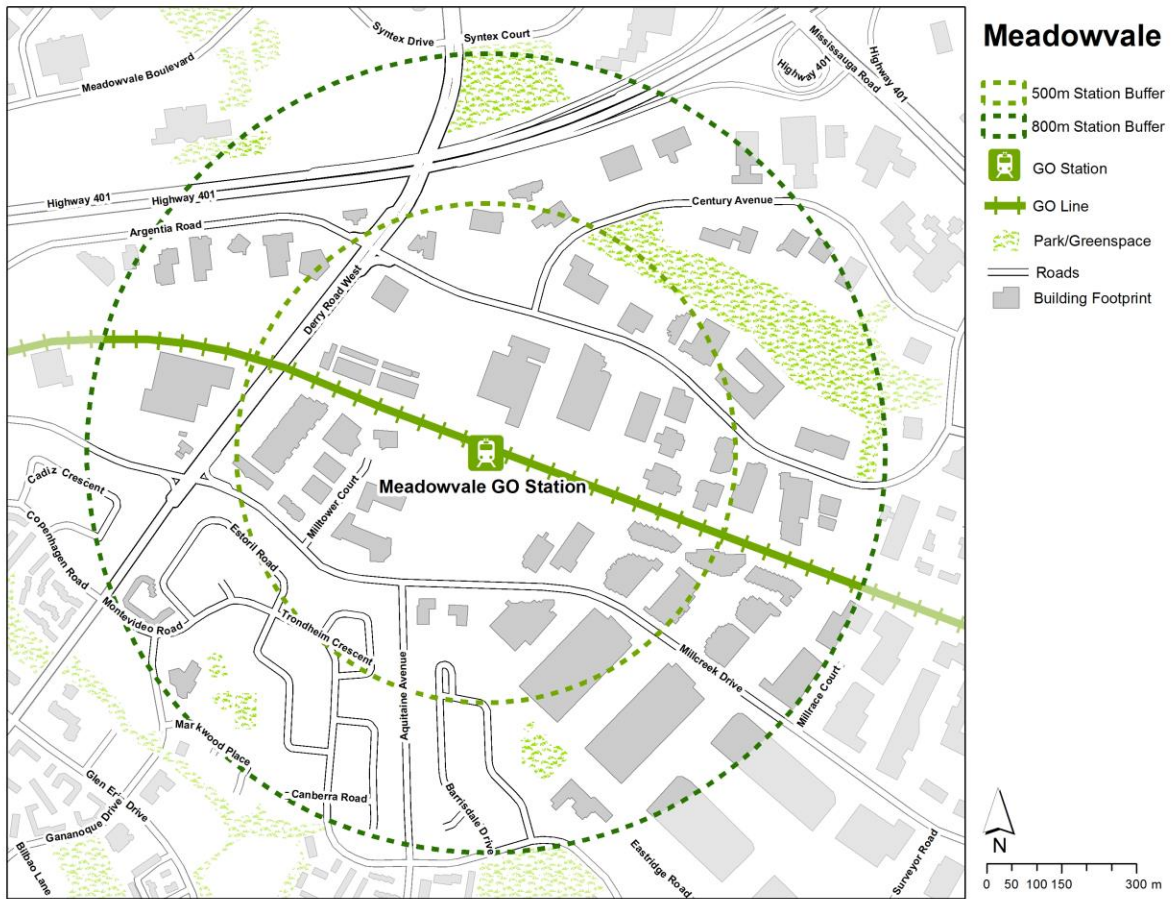 Meadowvale
500m Station Buffer
800m Station Buffer
GO Station
GO Line
Park/Greenspace
Roads
Building Footprint
Syntex Drive
Syntex Court
Highway 401
Mississauga Road
Highway 401
Meadowvale Boulevard
Highway 401
Highway 401
Argentia Road
Century Avenue
Derry Road West
Meadowvale GO Station
Milltower Court
Cadiz Crescent
Copenhagen Road
Estoril Road
Montevideo Road
Trondheim Crescent
Aquitaine Avenue
Millcreek Drive
Millrace Court
Markwood Place
Glen Erin Drive
Canberra Road
Barrisdale Drive
Gananoque Drive
Bilbao Lane
Eastridge Road
Surveyor Road
N
0 50 100 150 300 m